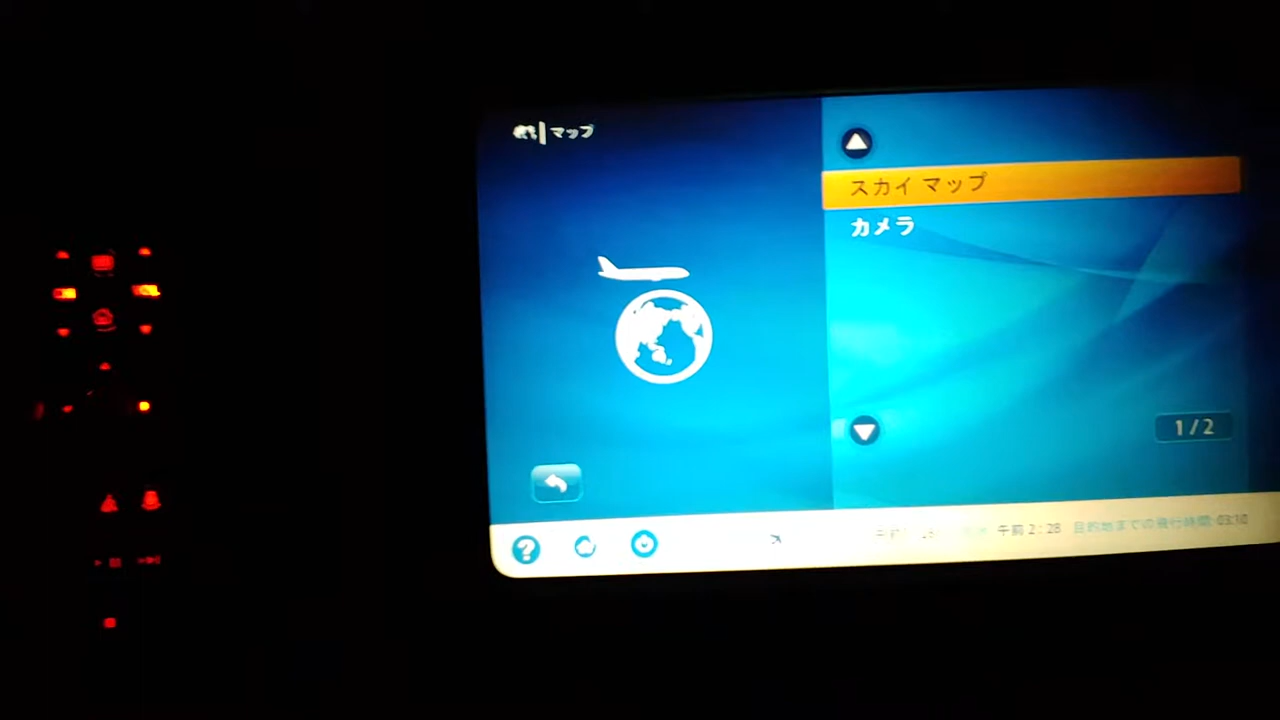 マップ
スカイ マップ
カメラ
1/2
午前 2:28 目的地までの飛行時間: 03:10